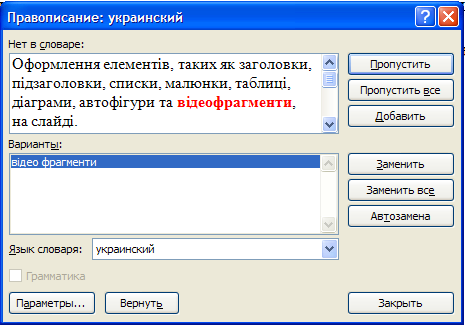 Правописание: украинский
Нет в словаре:
Оформлення елементів, таких як заголовки,
підзаголовки, списки, малюнки, таблиці,
діаграми, автофігури та відеофрагменти,
на слайді.
Пропустить
Пропустить все
Добавить
Варианты:
відео фрагменти
Заменить
Заменить все
Автозамена
Язык словаря: украинский
Грамматика
Параметры... Вернуть Закрыть